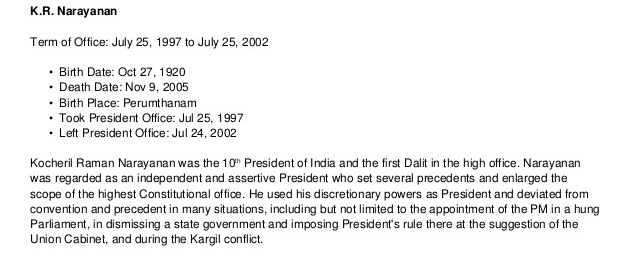 K.R. Narayanan
Term of Office: July 25, 1997 to July 25, 2002
• Birth Date: Oct 27, 1920
• Death Date: Nov 9, 2005
• Birth Place: Perumthanam
• Took President Office: Jul 25, 1997
• Left President Office: Jul 24, 2002
Kocheril Raman Narayanan was the 10th President of India and the first Dalit in the high office. Narayanan
was regarded as an independent and assertive President who set several precedents and enlarged the
scope of the highest Constitutional office. He used his discretionary powers as President and deviated from
convention and precedent in many situations, including but not limited to the appointment of the PM in a hung
Parliament, in dismissing a state government and imposing President's rule there at the suggestion of the
Union Cabinet, and during the Kargil conflict.